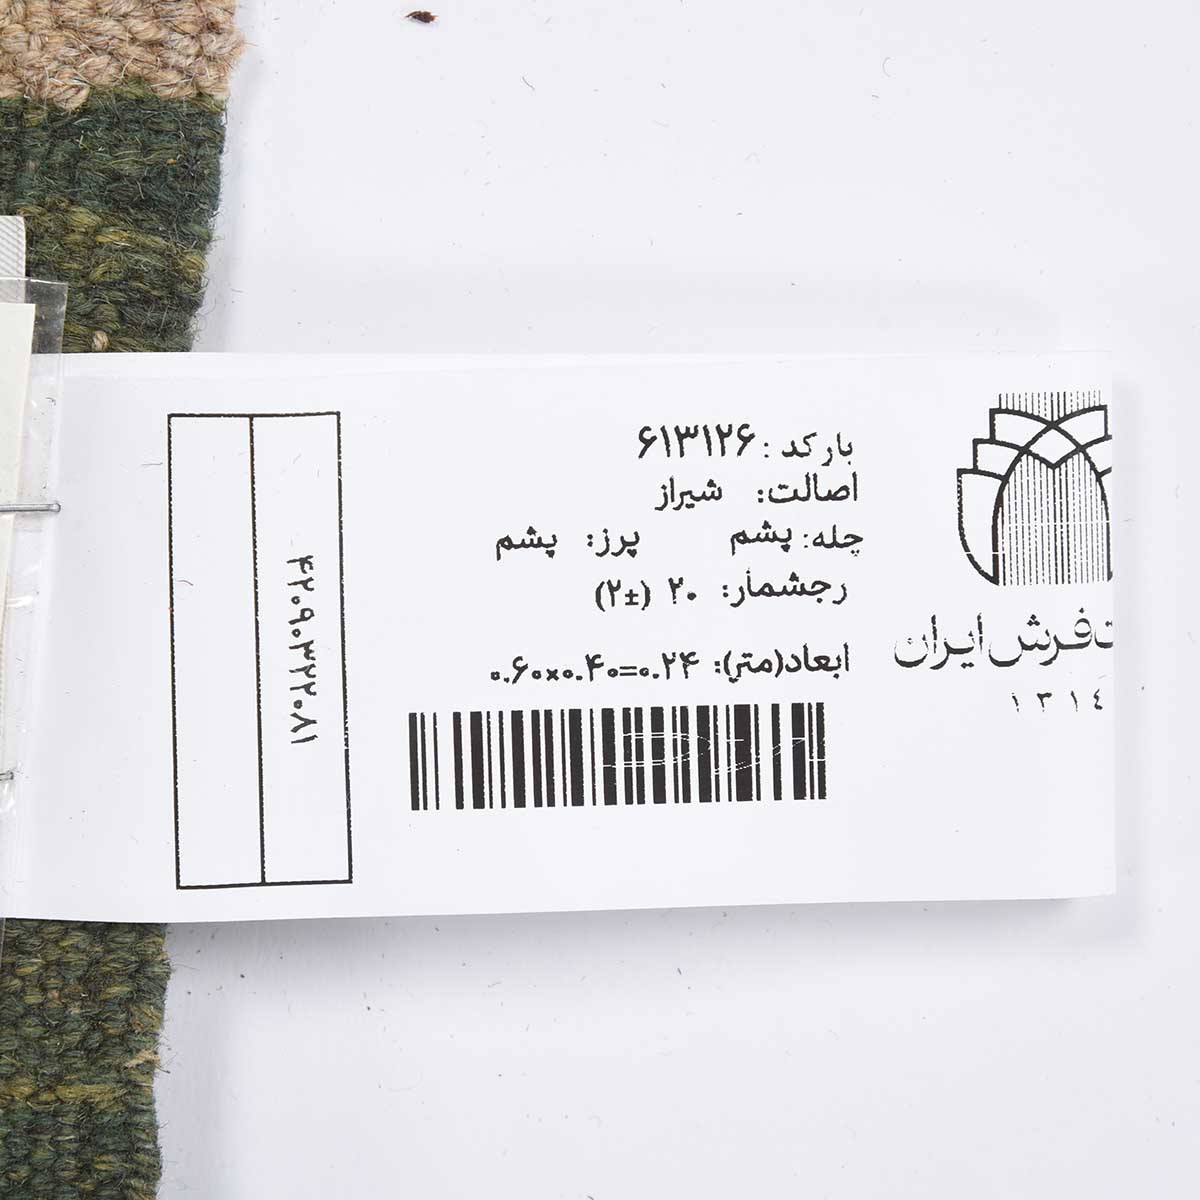 بارکد: ۶۱۳۱۲۶
اصالت: شیراز
چله: پشم پرز: پشم
رجشمار: ۲۰ (±۲)
ابعاد(متر): ۰.۶۰×۰.۴۰=۰.۲۴
فرش ایران
۱۳۱٤
۴۲۰۹۰۳۲۲۰۸۱